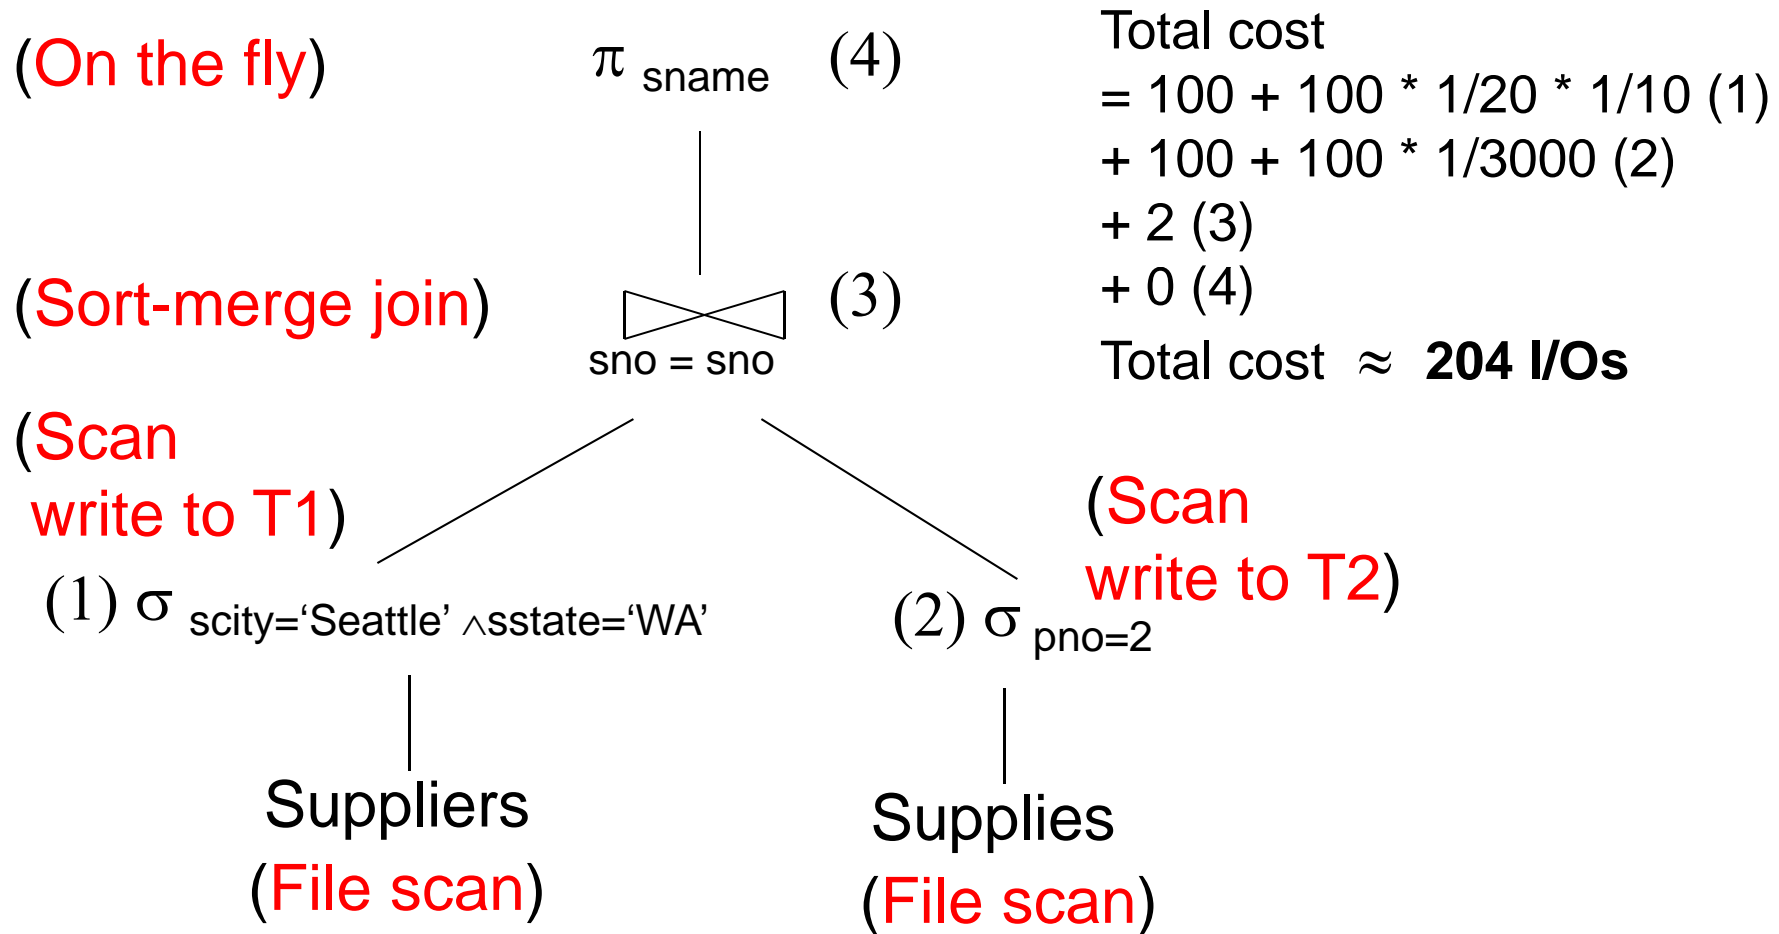 (On the fly)
π sname (4)
Total cost
= 100 + 100 * 1/20 * 1/10 (1)
+ 100 + 100 * 1/3000 (2)
+ 2 (3)
+ 0 (4)
Total cost ≈ 204 I/Os
(Sort-merge join)
(3)
sno = sno
(Scan
write to T1)
(Scan
write to T2)
(1) σ scity=‘Seattle’ ∧sstate=‘WA’
(2) σ pno=2
Suppliers
(File scan)
Supplies
(File scan)